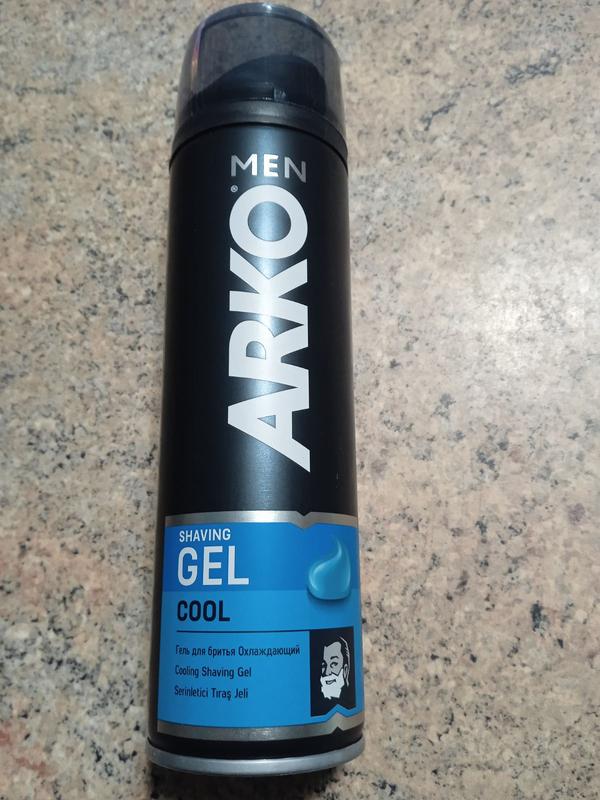 MEN
ARKO®
SHAVING
GEL
COOL
Гель для бритья Охлаждающий
Cooling Shaving Gel
Serinletici Tıraş Jeli